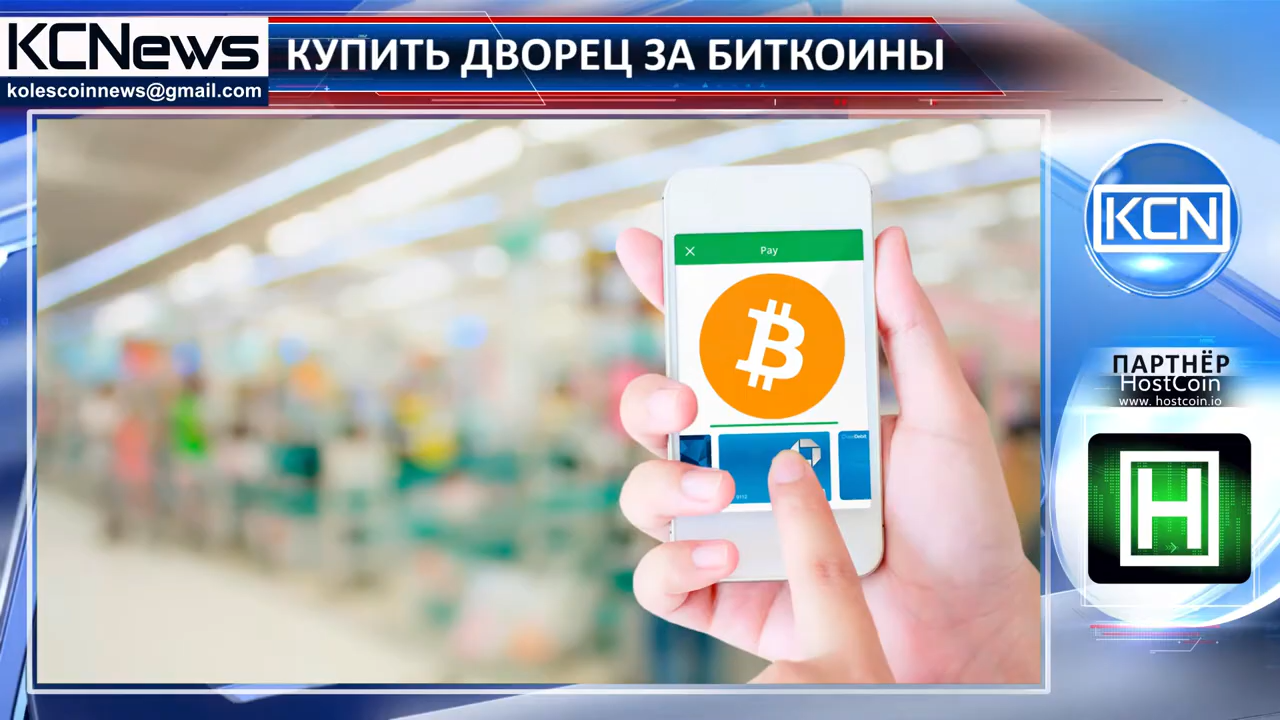 KCNews
kolescoinnews@gmail.com
КУПИТЬ ДВОРЕЦ ЗА БИТКОИНЫ
Pay
KCN
ПАРТНЁР
HostCoin
www. hostcoin.io
H